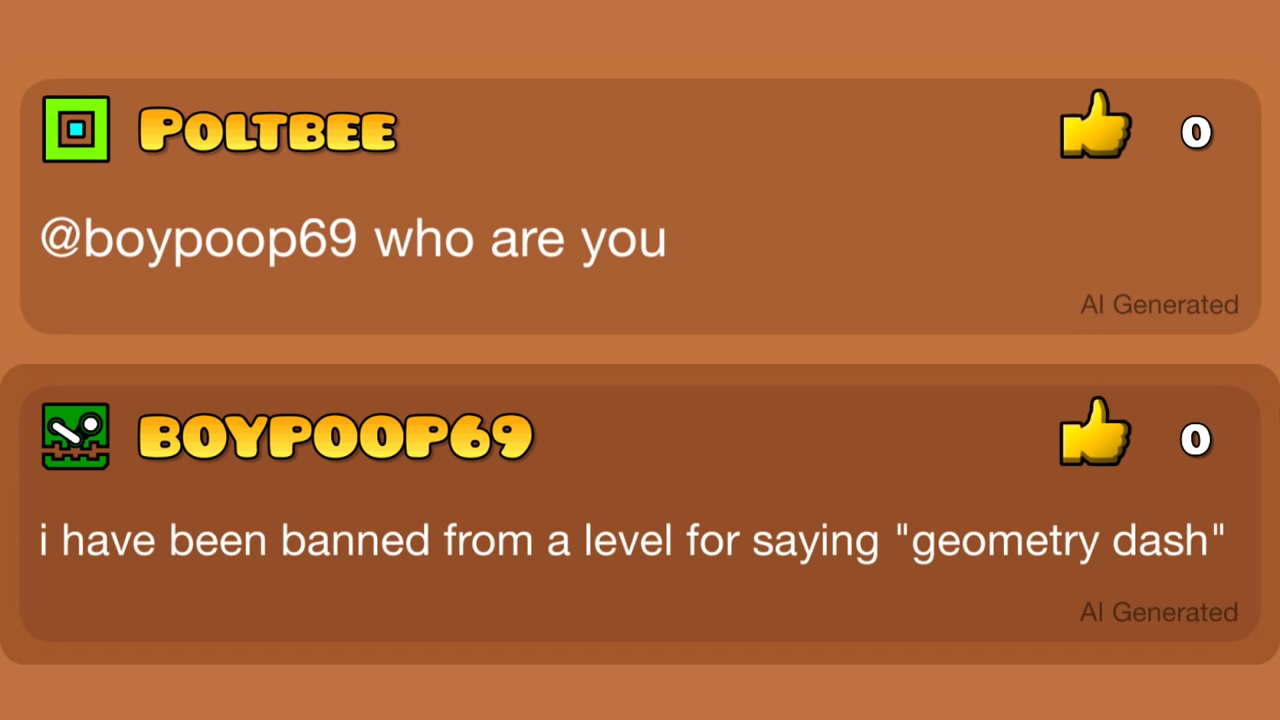 POLTBEE
0
@boypoop69 who are you
AI Generated
BOYPOOP69
0
i have been banned from a level for saying "geometry dash"
AI Generated